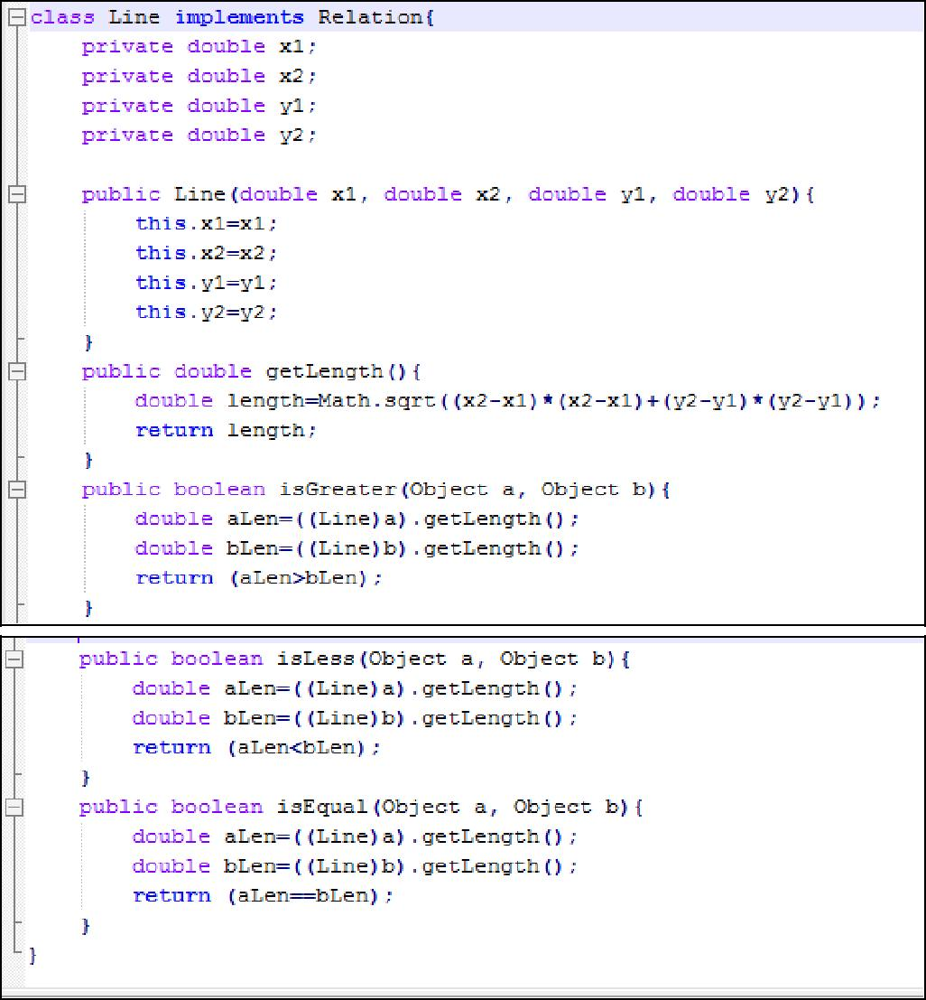 class Line implements Relation{
private double x1;
private double x2;
private double y1;
private double y2;
public Line(double x1, double x2, double y1, double y2){
this.x1=x1;
this.x2=x2;
this.y1=y1;
this.y2=y2;
}
public double getLength(){
double length=Math.sqrt((x2-x1)*(x2-x1)+(y2-y1)*(y2-y1));
return length;
}
public boolean isGreater(Object a, Object b){
double aLen=((Line)a).getLength();
double bLen=((Line)b).getLength();
return (aLen>bLen);
}
public boolean isLess(Object a, Object b){
double aLen=((Line)a).getLength();
double bLen=((Line)b).getLength();
return (aLen<bLen);
}
public boolean isEqual(Object a, Object b){
double aLen=((Line)a).getLength();
double bLen=((Line)b).getLength();
return (aLen==bLen);
}
}